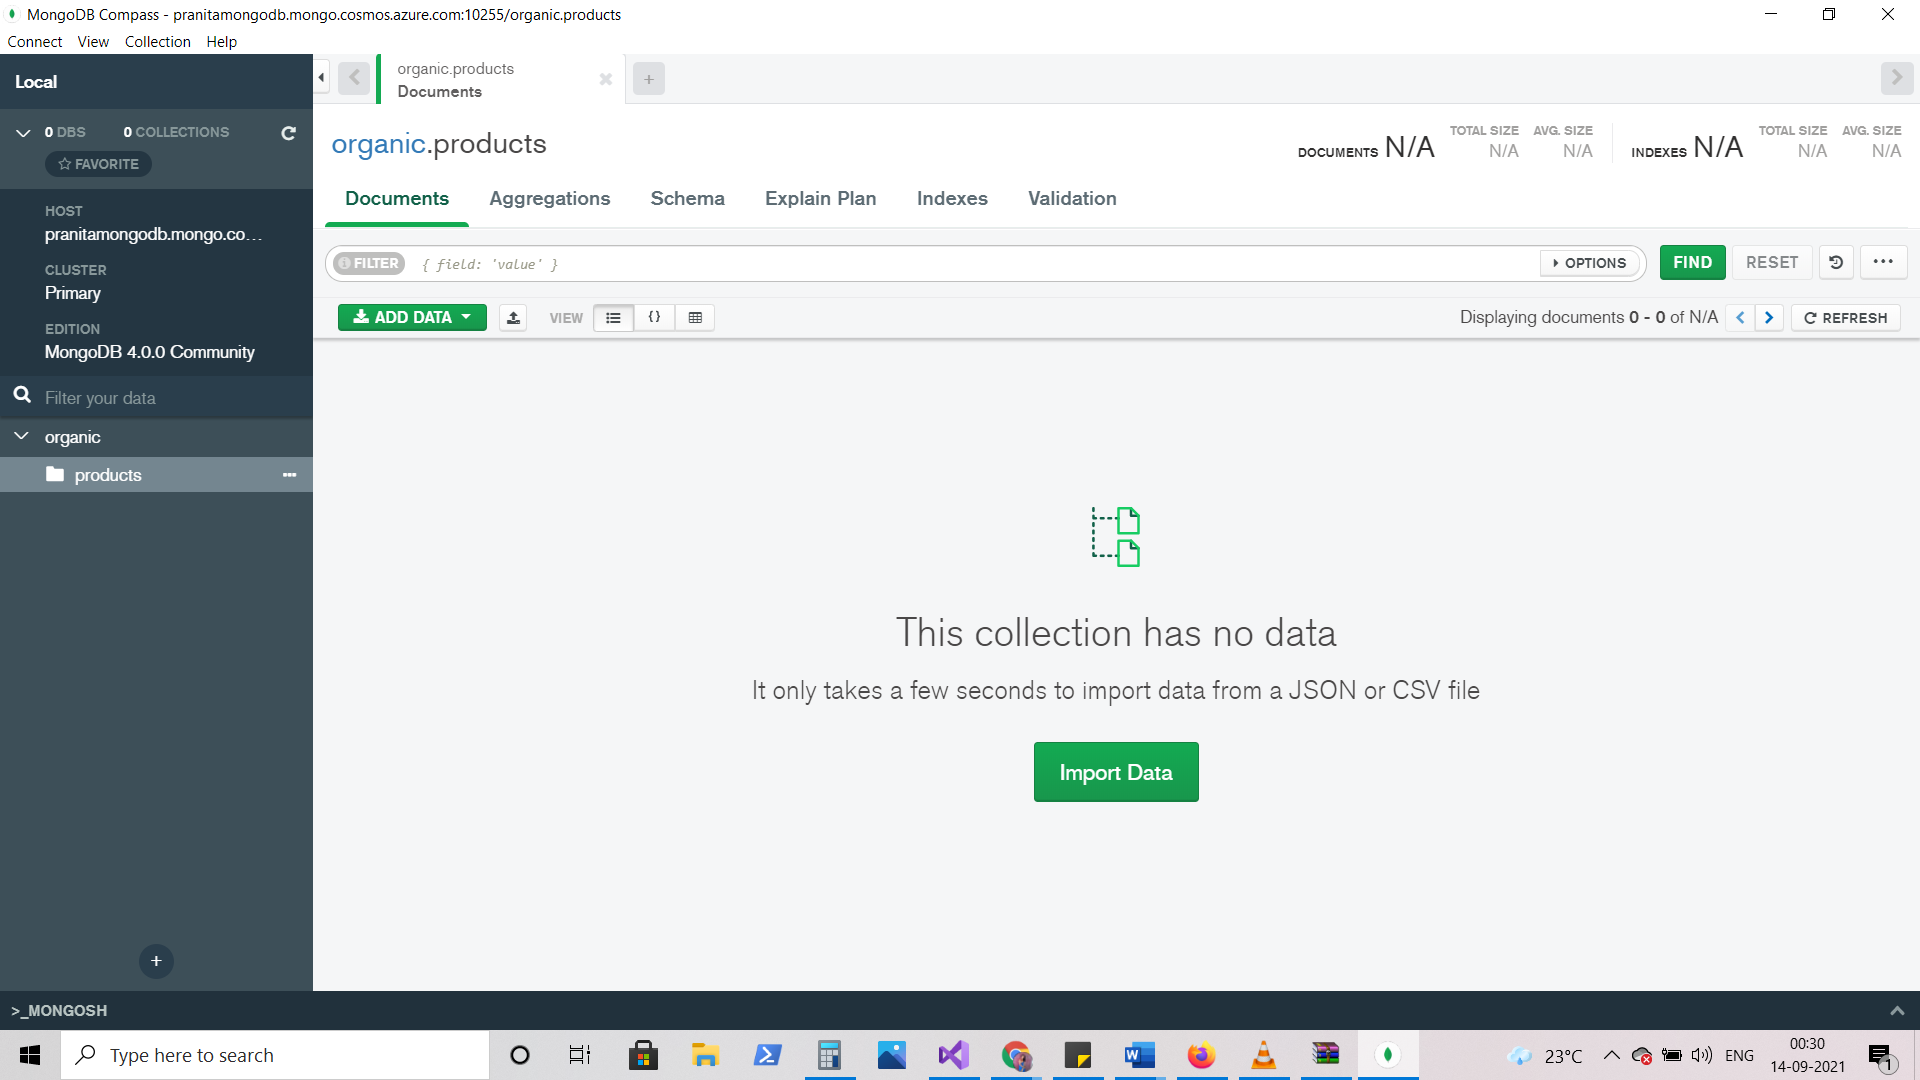 MongoDB Compass - pranitamongodb.mongo.cosmos.azure.com:10255/organic.products
Connect View Collection Help
Local
0 DBS 0 COLLECTIONS
FAVORITE
HOST
pranitamongodb.mongo.co...
CLUSTER
Primary
EDITION
MongoDB 4.0.0 Community
Filter your data
organic
products
organic.products
Documents
organic.products
DOCUMENTS N/A
TOTAL SIZE AVG. SIZE
N/A N/A
INDEXES N/A
TOTAL SIZE AVG. SIZE
N/A N/A
Documents Aggregations Schema Explain Plan Indexes Validation
FILTER { field: 'value' } OPTIONS FIND RESET
ADD DATA VIEW {} Displaying documents 0 - 0 of N/A REFRESH
This collection has no data
It only takes a few seconds to import data from a JSON or CSV file
Import Data
>_MONGOSH
Type here to search
23°C ENG
00:30
14-09-2021
1